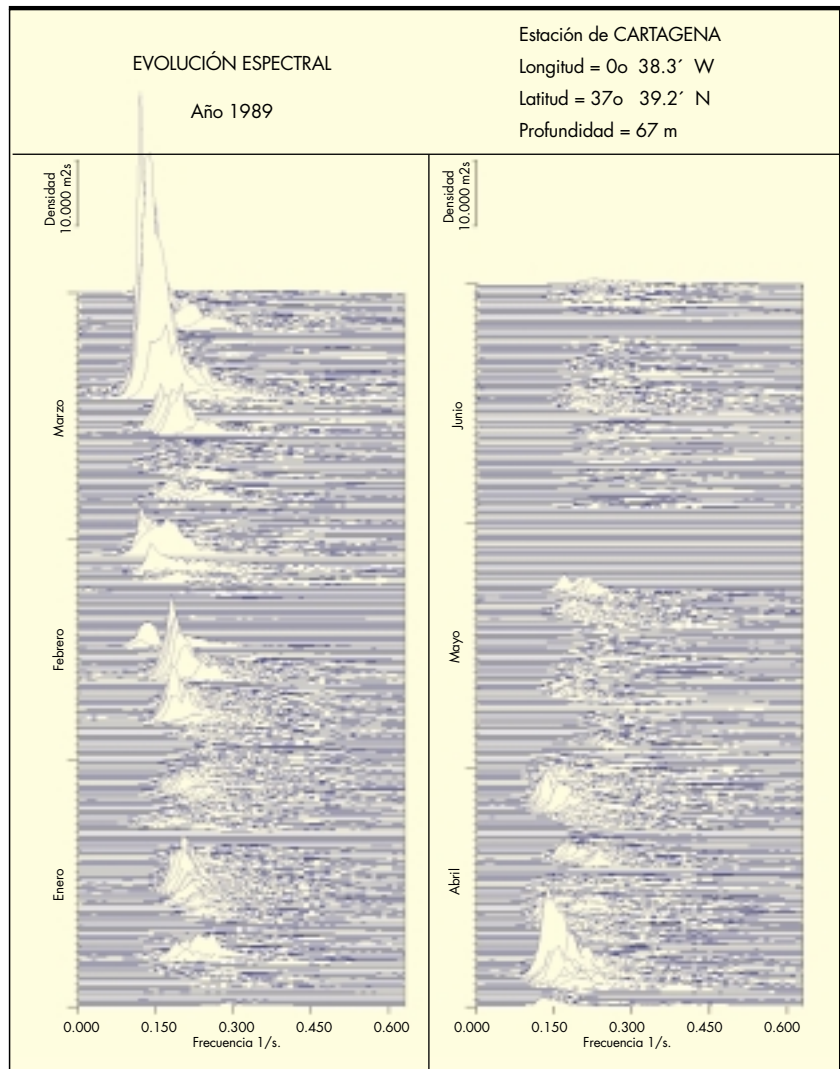 EVOLUCIÓN ESPECTRAL
Año 1989
Estación de CARTAGENA
Longitud = 0o 38.3´ W
Latitud = 37o 39.2´ N
Profundidad = 67 m
Densidad
10.000 m2s
Marzo
Febrero
Enero
0.000 0.150 0.300 0.450 0.600
Frecuencia 1/s.
Densidad
10.000 m2s
Junio
Mayo
Abril
0.000 0.150 0.300 0.450 0.600
Frecuencia 1/s.